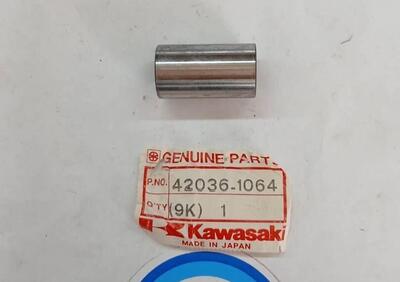 GENUINE PARTS
P.NO. 42036-1064
Q'TY (9K) 1
Kawasaki
MADE IN JAPAN